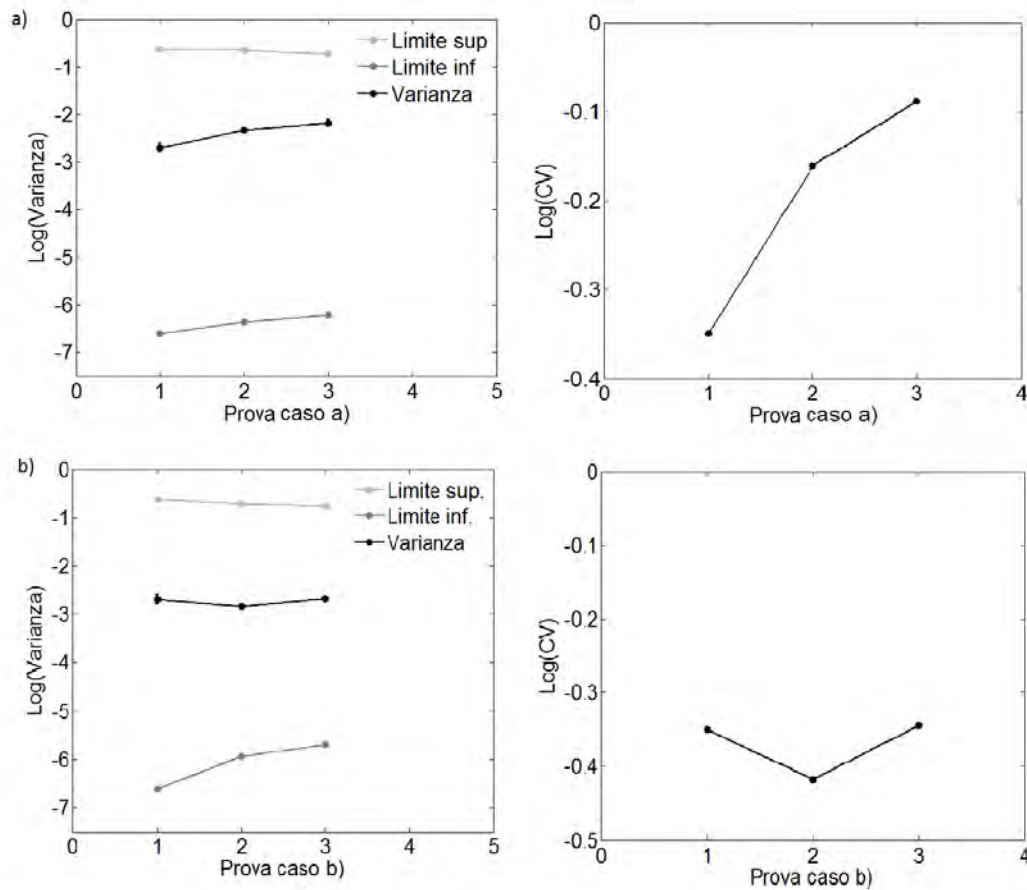 a)
0
-1
-2
-3
-4
-5
-6
-7
Log(Varianza)
Limite sup
Limite inf
Varianza
0 1 2 3 4 5
Prova caso a)
0
-0.1
-0.2
-0.3
-0.4
Log(CV)
0 1 2 3 4
Prova caso a)
b)
0
-1
-2
-3
-4
-5
-6
-7
Log(Varianza)
Limite sup.
Limite inf.
Varianza
0 1 2 3 4 5
Prova caso b)
0
-0.1
-0.2
-0.3
-0.4
-0.5
Log(CV)
0 1 2 3 4
Prova caso b)